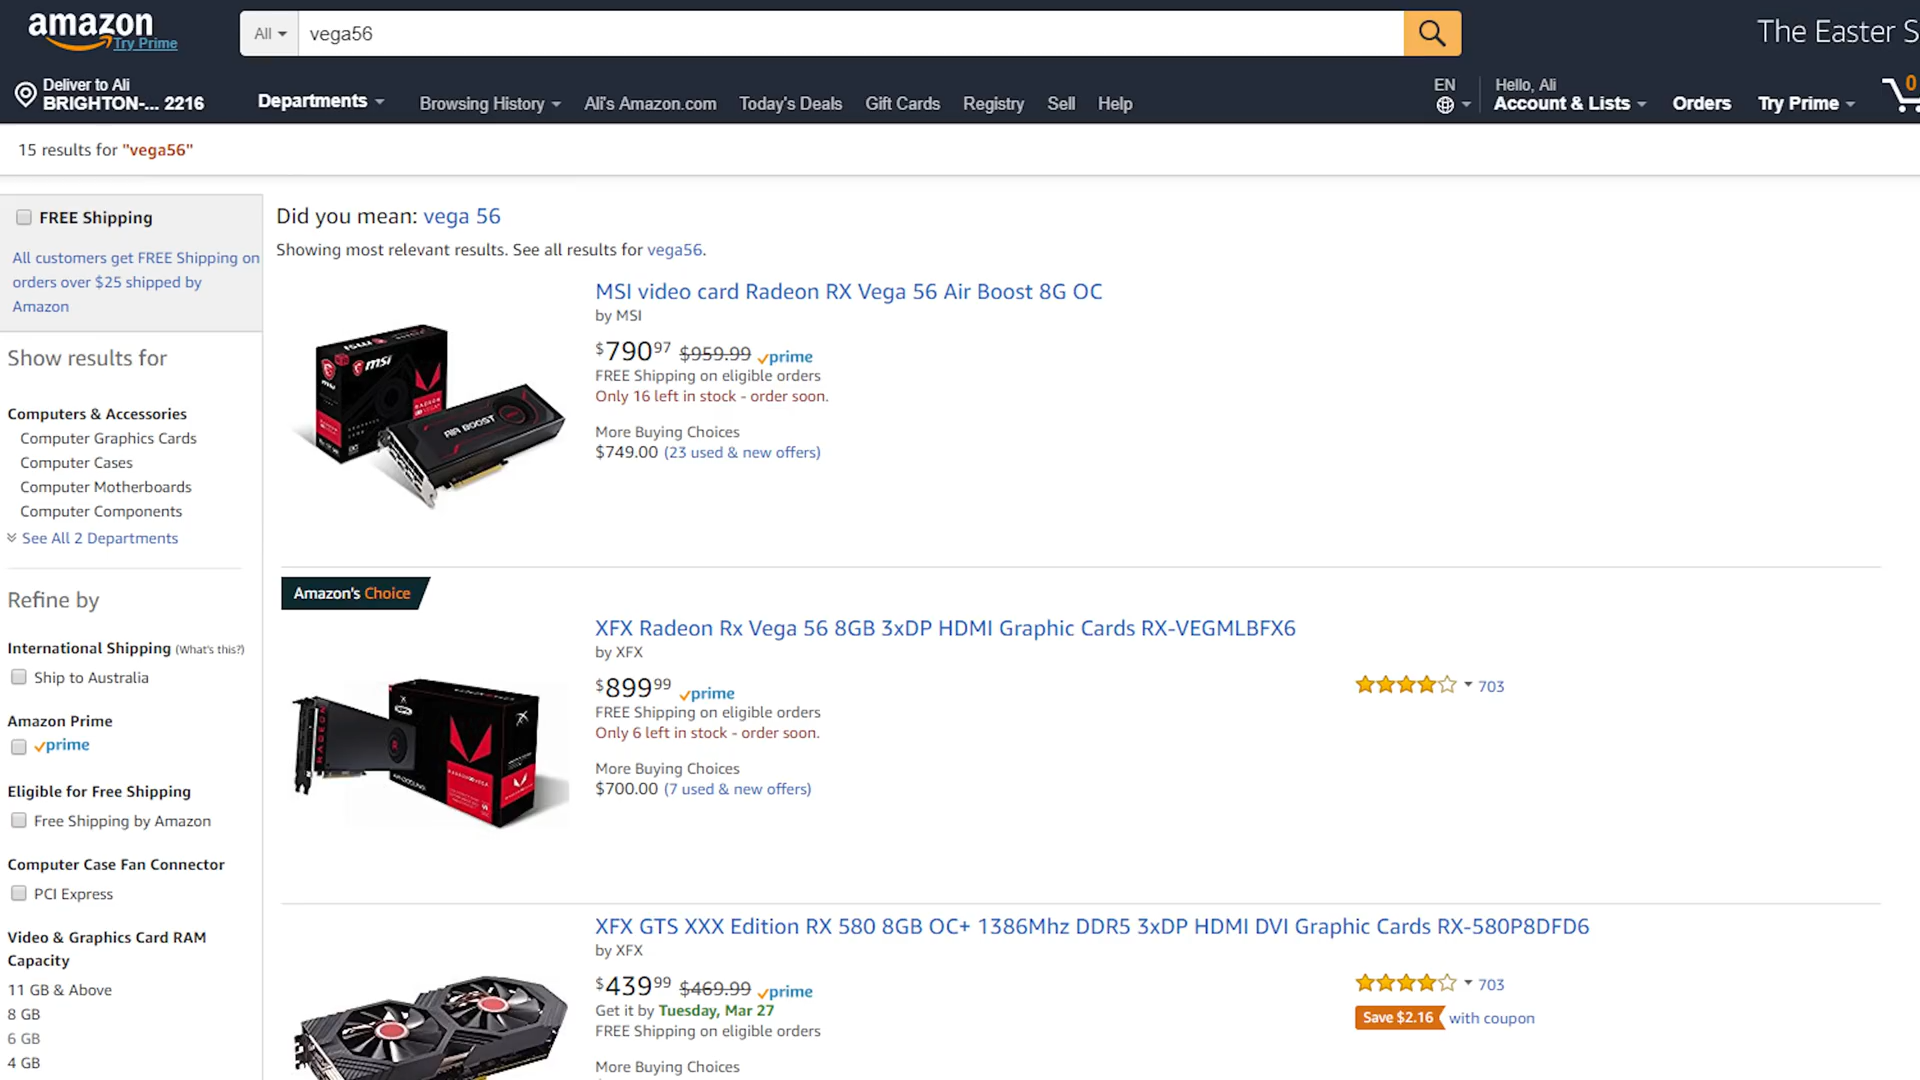 amazon
Try Prime
All
vega56
The Easter S
Deliver to Ali
BRIGHTON-... 2216
Departments
Browsing History
Ali's Amazon.com
Today's Deals
Gift Cards
Registry
Sell
Help
EN
Hello, Ali
Account & Lists
Orders
Try Prime
0
15 results for "vega56"
FREE Shipping
All customers get FREE Shipping on
orders over $25 shipped by
Amazon
Show results for
Computers & Accessories
Computer Graphics Cards
Computer Cases
Computer Motherboards
Computer Components
See All 2 Departments
Refine by
International Shipping (What's this?)
Ship to Australia
Amazon Prime
prime
Eligible for Free Shipping
Free Shipping by Amazon
Computer Case Fan Connector
PCI Express
Video & Graphics Card RAM
Capacity
11 GB & Above
8 GB
6 GB
4 GB
Did you mean: vega 56
Showing most relevant results. See all results for vega56.
msi
AIR BOOST
MSI video card Radeon RX Vega 56 Air Boost 8G OC
by MSI
$790 97 $959.99 prime
FREE Shipping on eligible orders
Only 16 left in stock - order soon.
More Buying Choices
$749.00 (23 used & new offers)
Amazon's Choice
RADEON
XFX Radeon Rx Vega 56 8GB 3xDP HDMI Graphic Cards RX-VEGMLBFX6
by XFX
$899 99 prime
FREE Shipping on eligible orders
Only 6 left in stock - order soon.
More Buying Choices
$700.00 (7 used & new offers)
703
XFX GTS XXX Edition RX 580 8GB OC+ 1386Mhz DDR5 3xDP HDMI DVI Graphic Cards RX-580P8DFD6
by XFX
$439 99 $469.99 prime
Get it by Tuesday, Mar 27
FREE Shipping on eligible orders
More Buying Choices
703
Save $2.16 with coupon